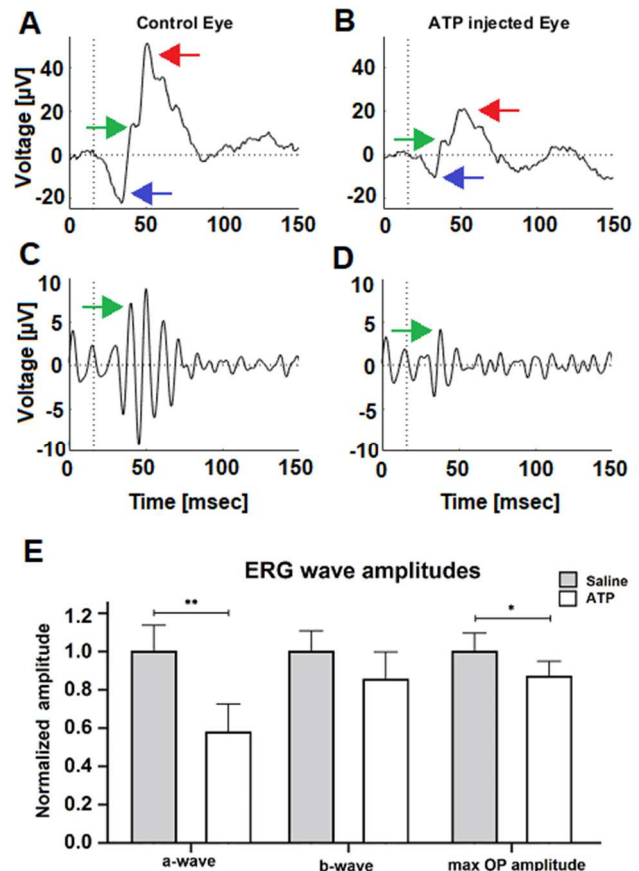 A Control Eye
B ATP injected Eye
Voltage [µV]
40
20
0
-20
0 50 100 150
40
20
0
-20
0 50 100 150
C
D
Voltage [µV]
10
5
0
-5
-10
0 50 100 150
Time [msec]
10
5
0
-5
-10
0 50 100 150
Time [msec]
E
ERG wave amplitudes
Saline
ATP
Normalized amplitude
1.2
1.0
0.8
0.6
0.4
0.2
0.0
**
*
a-wave
b-wave
max OP amplitude